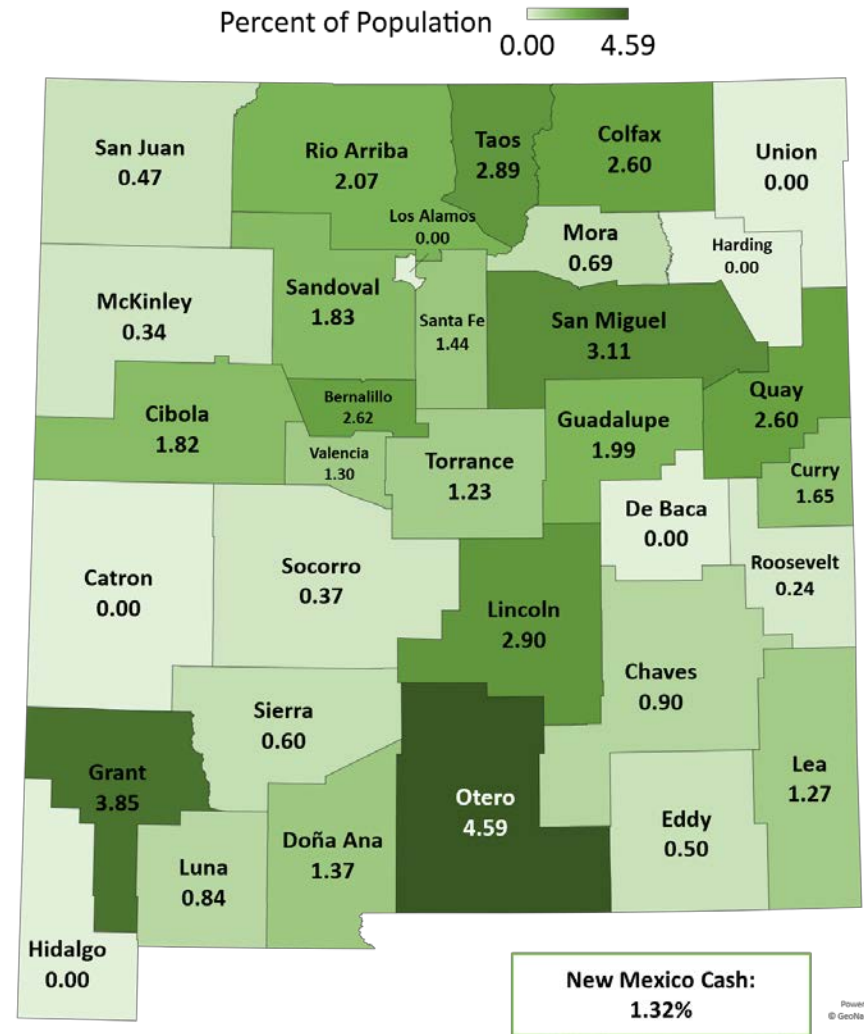 Percent of Population
0.00 4.59
San Juan
0.47
Rio Arriba
2.07
Taos
2.89
Colfax
2.60
Union
0.00
Los Alamos
0.00
Mora
0.69
Harding
0.00
McKinley
0.34
Sandoval
1.83
Santa Fe
1.44
San Miguel
3.11
Cibola
1.82
Bernalillo
2.62
Guadalupe
1.99
Quay
2.60
Valencia
1.30
Torrance
1.23
Curry
1.65
De Baca
0.00
Catron
0.00
Socorro
0.37
Roosevelt
0.24
Lincoln
2.90
Chaves
0.90
Sierra
0.60
Grant
3.85
Otero
4.59
Lea
1.27
Doña Ana
1.37
Eddy
0.50
Luna
0.84
Hidalgo
0.00
New Mexico Cash:
1.32%
Power
© GeoNa